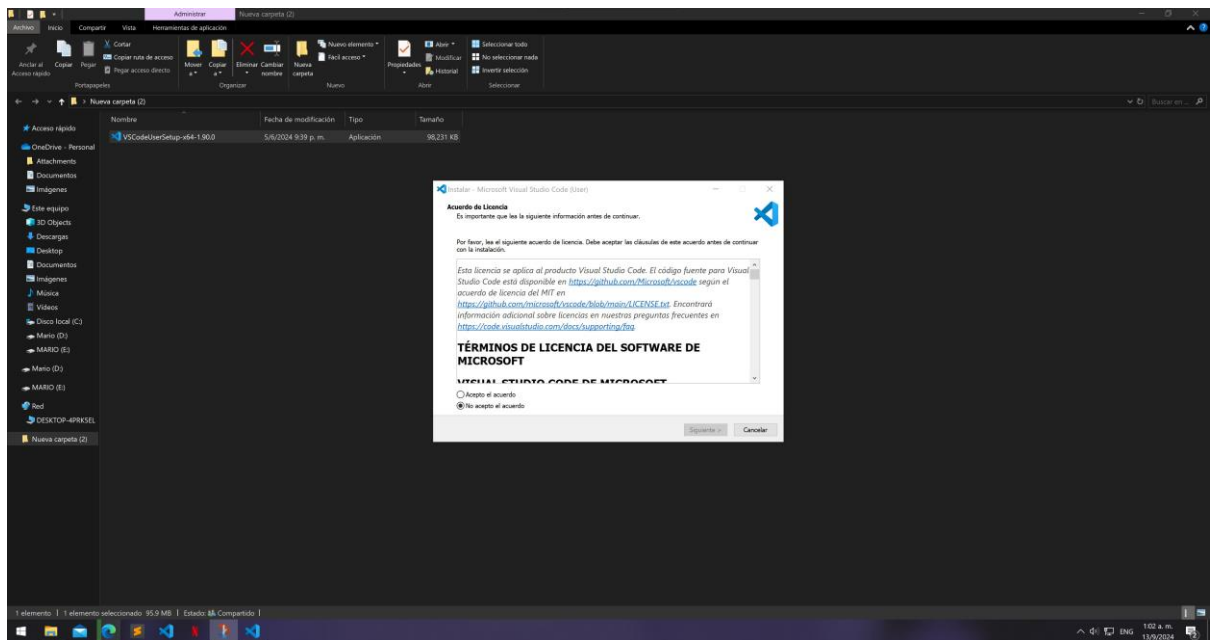 Administrar
Nueva carpeta (2)
Archivo Inicio Compartir Vista Herramientas de aplicación
Anclar al
Acceso rápido
Copiar
Pegar
Cortar
Copiar ruta de acceso
Pegar acceso directo
Portapapeles
Mover
a
Copiar
a
Eliminar
Cambiar
nombre
Organizar
Nueva
carpeta
Nuevo elemento
Fácil acceso
Nuevo
Propiedades
Abrir
Modificar
Historial
Abrir
Seleccionar todo
No seleccionar nada
Invertir selección
Seleccionar
> Nueva carpeta (2)
Buscar en ...
Nombre Fecha de modificación Tipo Tamaño
VSCodeUserSetup-x64-1.90.0 5/6/2024 9:39 p. m. Aplicación 98,231 KB
Acceso rápido
OneDrive - Personal
Attachments
Documentos
Imágenes
Este equipo
3D Objects
Descargas
Desktop
Documentos
Imágenes
Música
Vídeos
Disco local (C:)
Mario (D:)
MARIO (E:)
Mario (D:)
MARIO (E:)
Red
DESKTOP-4PRK5EL
Nueva carpeta (2)
Instalar - Microsoft Visual Studio Code (User)
Acuerdo de Licencia
Es importante que lea la siguiente información antes de continuar.
Por favor, lea el siguiente acuerdo de licencia. Debe aceptar las cláusulas de este acuerdo antes de continuar
con la instalación.
Esta licencia se aplica al producto Visual Studio Code. El código fuente para Visual
Studio Code está disponible en https://github.com/Microsoft/vscode según el
acuerdo de licencia del MIT en
https://github.com/microsoft/vscode/blob/main/LICENSE.txt. Encontrará
información adicional sobre licencias en nuestras preguntas frecuentes en
https://code.visualstudio.com/docs/supporting/faq.
TÉRMINOS DE LICENCIA DEL SOFTWARE DE
MICROSOFT
VISUAL STUDIO CODE DE MICROSOFT
Acepto el acuerdo
No acepto el acuerdo
Siguiente >
Cancelar
1 elemento 1 elemento seleccionado 95.9 MB Estado: Compartido
ENG
1:02 a. m.
13/9/2024